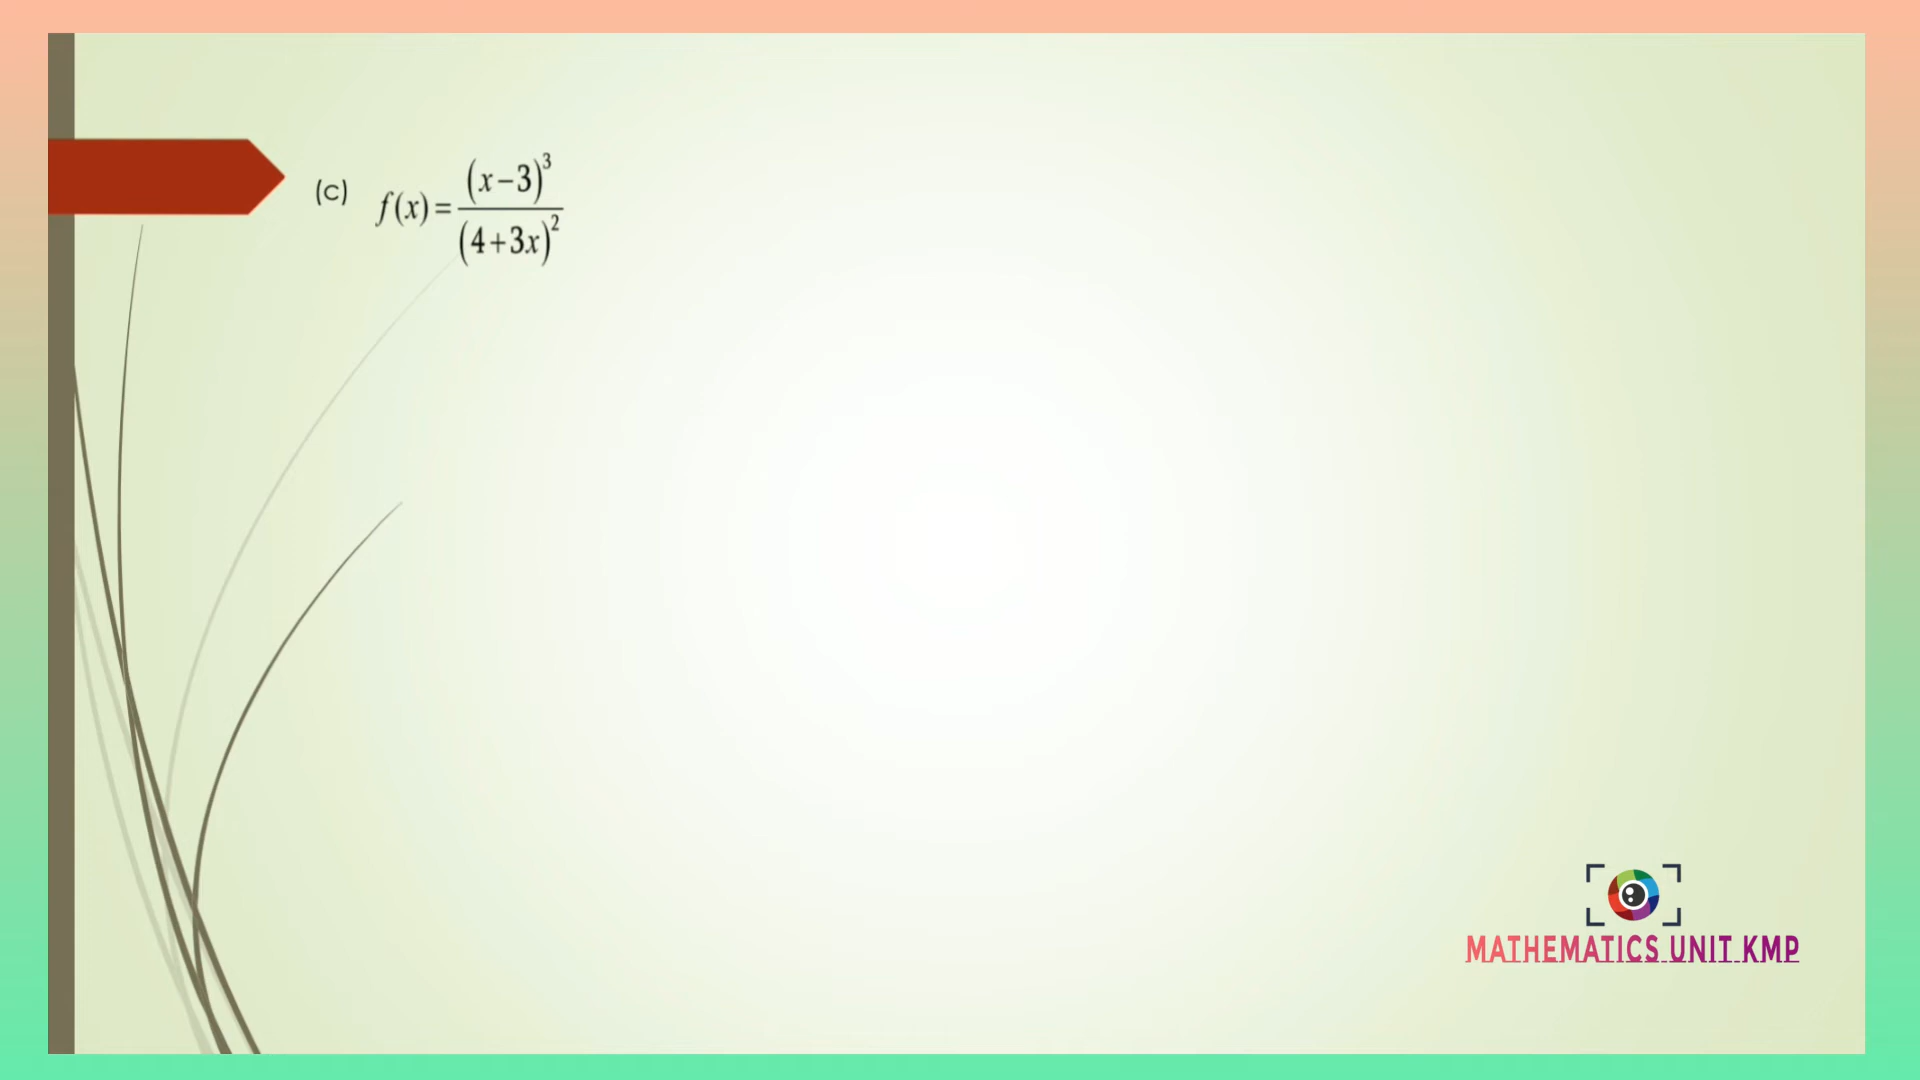 (c) f(x) = (x−3)³ / (4+3x)²
MATHEMATICS UNIT KMP